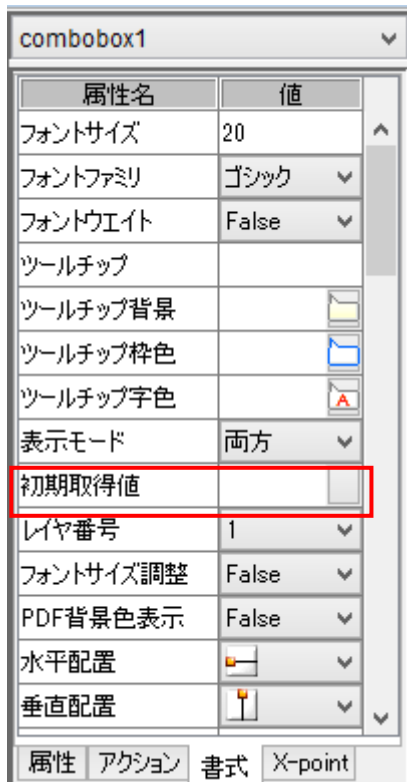 combobox1
属性名 値
フォントサイズ 20
フォントファミリ ゴシック
フォントウエイト False
ツールチップ
ツールチップ背景
ツールチップ枠色
ツールチップ字色 A
表示モード 両方
初期取得値
レイヤ番号 1
フォントサイズ調整 False
PDF背景色表示 False
水平配置
垂直配置
属性 アクション 書式 X-point